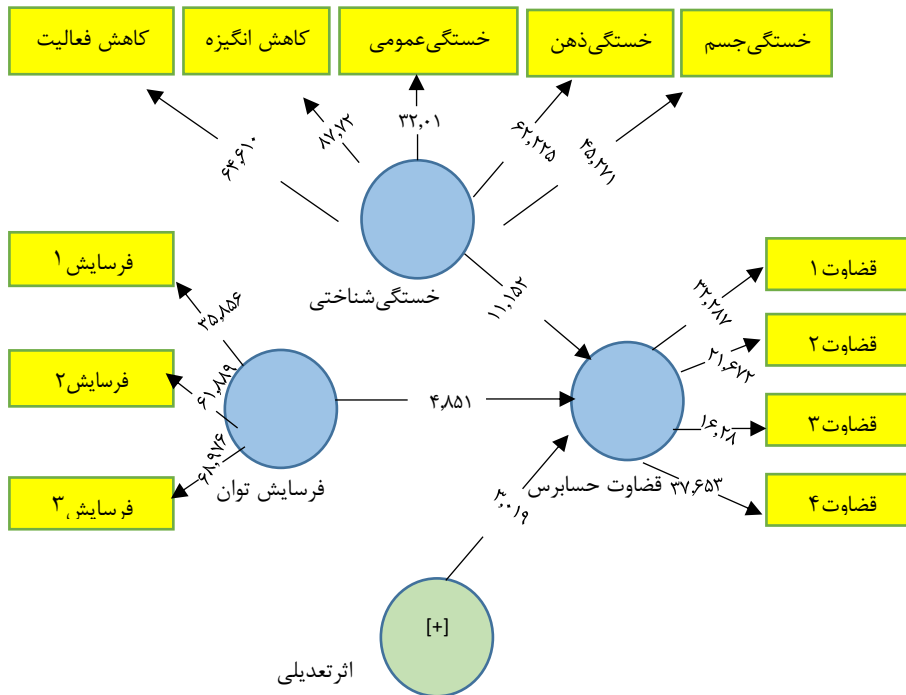 خستگی‌جسم
خستگی‌ذهن
خستگی‌عمومی
کاهش انگیزه
کاهش فعالیت
۴۵,۲۷۱
۶۲,۲۲۵
۳۲,۰۱
۸۷,۷۲
۶۴,۶۱۰
خستگی‌شناختی
۱۱,۱۵۲
قضاوت۱
قضاوت۲
قضاوت۳
قضاوت۴
۳۲,۲۸۷
۲۱,۶۷۲
۱۶,۲۸
۳۷,۶۵۳
قضاوت حسابرس
۴,۸۵۱
فرسایش۱
فرسایش۲
فرسایش۳
۳۵,۸۵۶
۶۱,۸۸۹
۶۸,۹۷۶
فرسایش توان
۲,۰۱۹
[+]
اثرتعدیلی